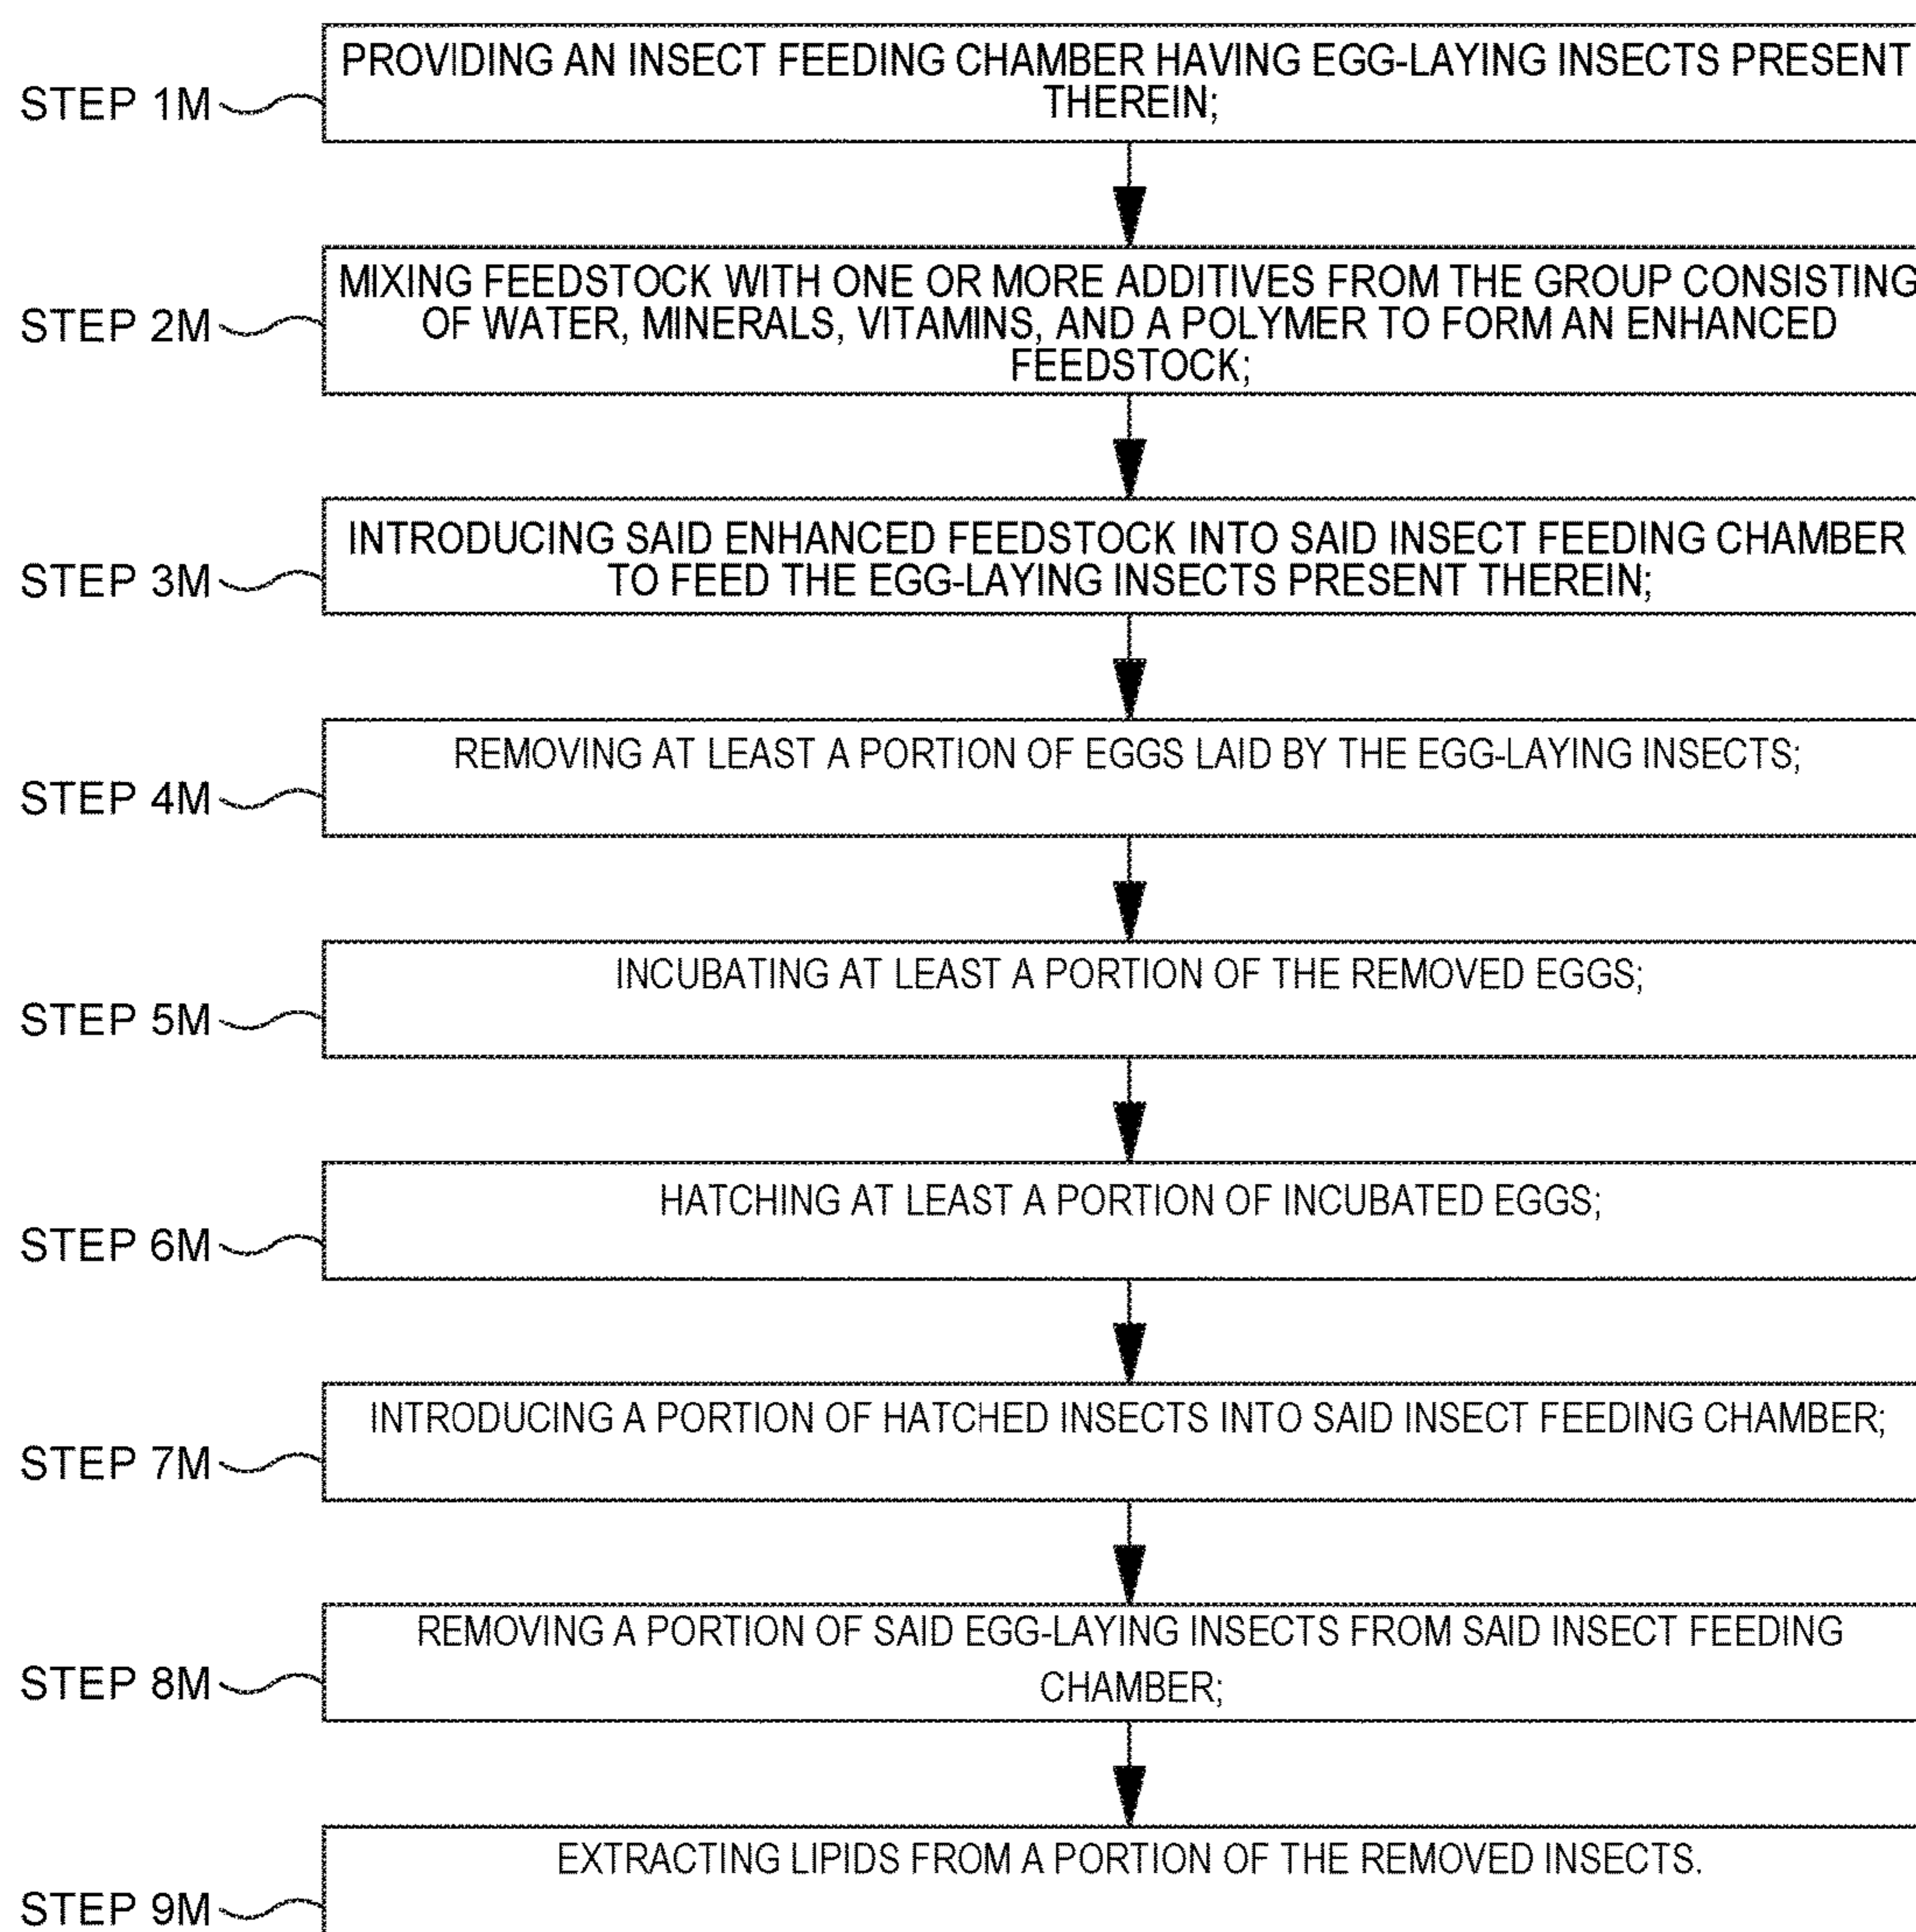 PROVIDING AN INSECT FEEDING CHAMBER HAVING EGG-LAYING INSECTS PRESENT
STEP 1M
THEREIN;
MIXING FEEDSTOCK WITH ONE OR MORE ADDITIVES FROM THE GROUP CONSISTING
STEP 2M
OF WATER, MINERALS, VITAMINS, AND A POLYMER TO FORM AN ENHANCED
FEEDSTOCK;
INTRODUCING SAID ENHANCED FEEDSTOCK INTO SAID INSECT FEEDING CHAMBER
STEP 3M
TO FEED THE EGG-LAYING INSECTS PRESENT THEREIN;
REMOVING AT LEAST A PORTION OF EGGS LAID BY THE EGG-LAYING INSECTS;
STEP 4M
INCUBATING AT LEAST A PORTION OF THE REMOVED EGGS;
STEP 5M
HATCHING AT LEAST A PORTION OF INCUBATED EGGS;
STEP 6M
INTRODUCING A PORTION OF HATCHED INSECTS INTO SAID INSECT FEEDING CHAMBER;
STEP 7M
REMOVING A PORTION OF SAID EGG-LAYING INSECTS FROM SAID INSECT FEEDING
STEP 8M
CHAMBER;
EXTRACTING LIPIDS FROM A PORTION OF THE REMOVED INSECTS.
STEP 9M